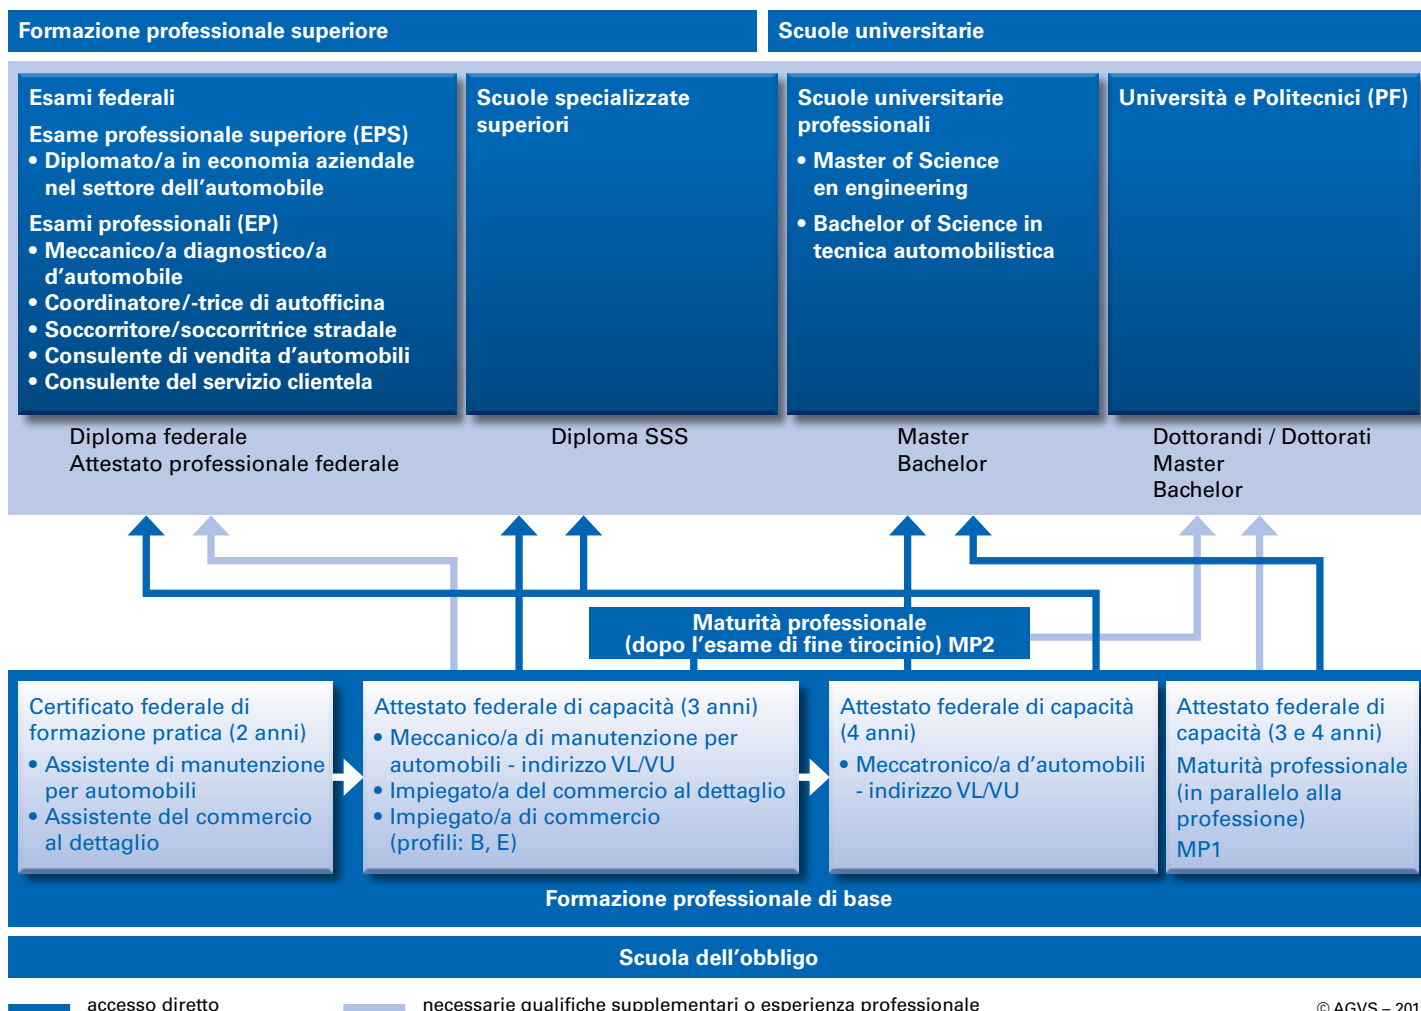 Formazione professionale superiore
Scuole universitarie
Esami federali
Esame professionale superiore (EPS)
• Diplomato/a in economia aziendale
nel settore dell'automobile
Esami professionali (EP)
• Meccanico/a diagnostico/a
d'automobile
• Coordinatore/-trice di autofficina
• Soccorritore/soccorritrice stradale
• Consulente di vendita d'automobili
• Consulente del servizio clientela
Scuole specializzate
superiori
Scuole universitarie
professionali
• Master of Science
en engineering
• Bachelor of Science in
tecnica automobilistica
Università e Politecnici (PF)
Diploma federale
Attestato professionale federale
Diploma SSS
Master
Bachelor
Dottorandi / Dottorati
Master
Bachelor
Maturità professionale
(dopo l'esame di fine tirocinio) MP2
Certificato federale di
formazione pratica (2 anni)
• Assistente di manutenzione
per automobili
• Assistente del commercio
al dettaglio
Attestato federale di capacità (3 anni)
• Meccanico/a di manutenzione per
automobili - indirizzo VL/VU
• Impiegato/a del commercio al dettaglio
• Impiegato/a di commercio
(profili: B, E)
Attestato federale di capacità
(4 anni)
• Meccatronico/a d'automobili
- indirizzo VL/VU
Attestato federale di
capacità (3 e 4 anni)
Maturità professionale
(in parallelo alla
professione)
MP1
Formazione professionale di base
Scuola dell'obbligo
accesso diretto
necessarie qualifiche supplementari o esperienza professionale
© AGVS – 201